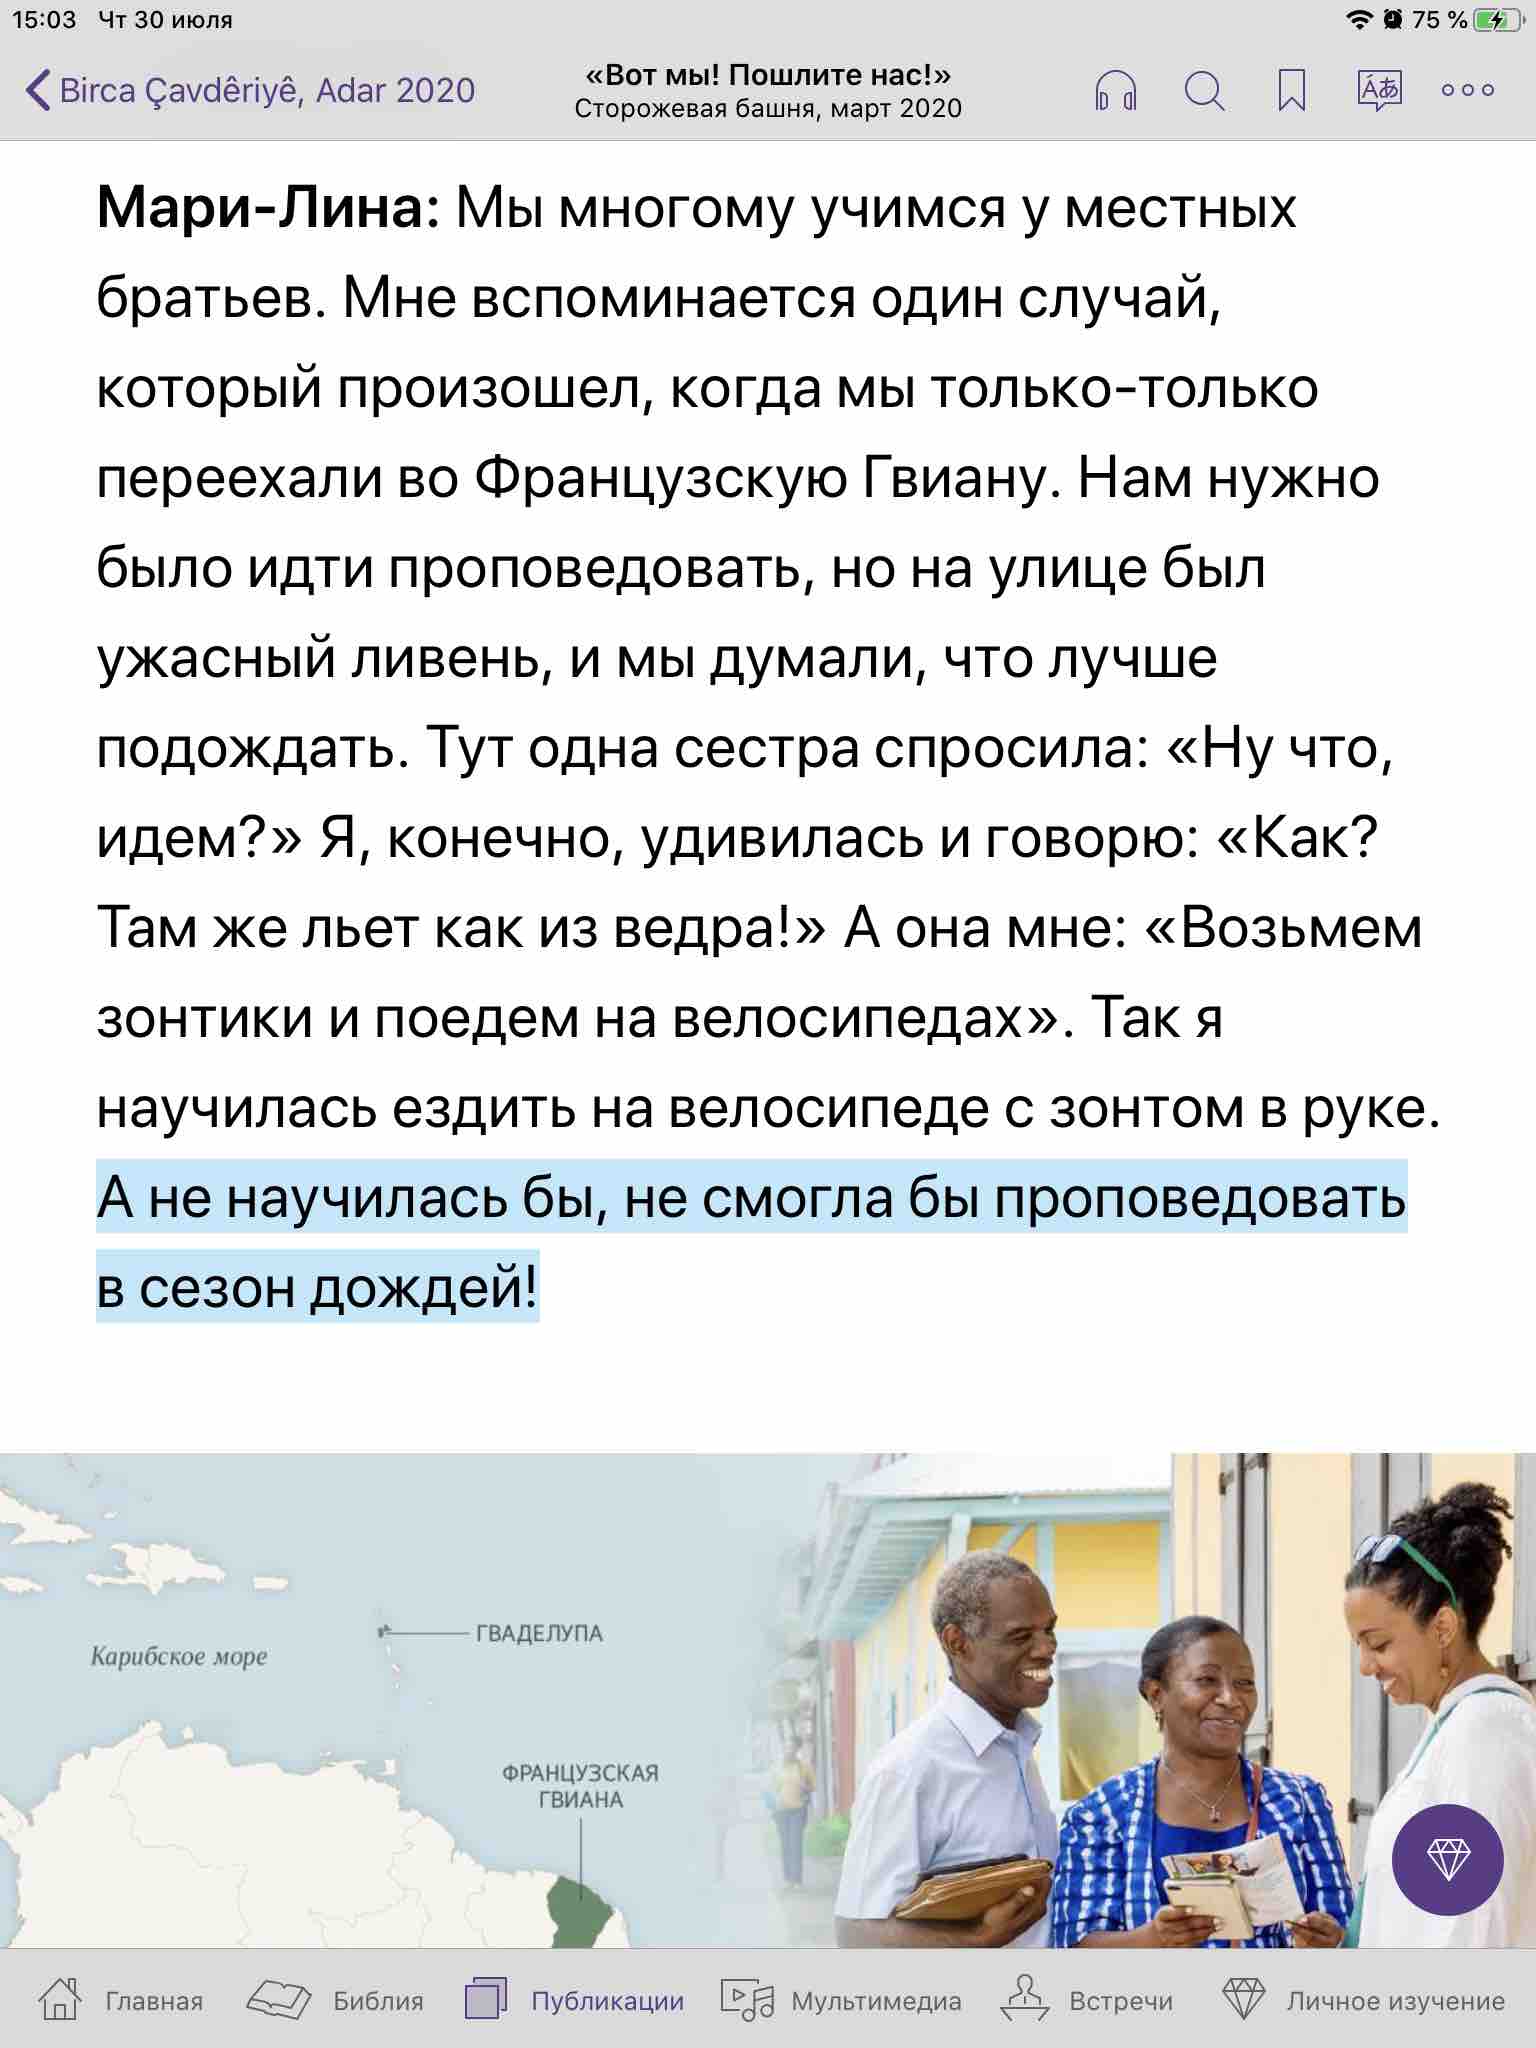 15:03 Чт 30 июля 75 %
Birca Çavdêriyê, Adar 2020
«Вот мы! Пошлите нас!»
Сторожевая башня, март 2020
Мари-Лина: Мы многому учимся у местных
братьев. Мне вспоминается один случай,
который произошел, когда мы только-только
переехали во Французскую Гвиану. Нам нужно
было идти проповедовать, но на улице был
ужасный ливень, и мы думали, что лучше
подождать. Тут одна сестра спросила: «Ну что,
идем?» Я, конечно, удивилась и говорю: «Как?
Там же льет как из ведра!» А она мне: «Возьмем
зонтики и поедем на велосипедах». Так я
научилась ездить на велосипеде с зонтом в руке.
А не научилась бы, не смогла бы проповедовать
в сезон дождей!
ГВАДЕЛУПА
Карибское море
ФРАНЦУЗСКАЯ
ГВИАНА
Главная Библия Публикации Мультимедиа Встречи Личное изучение